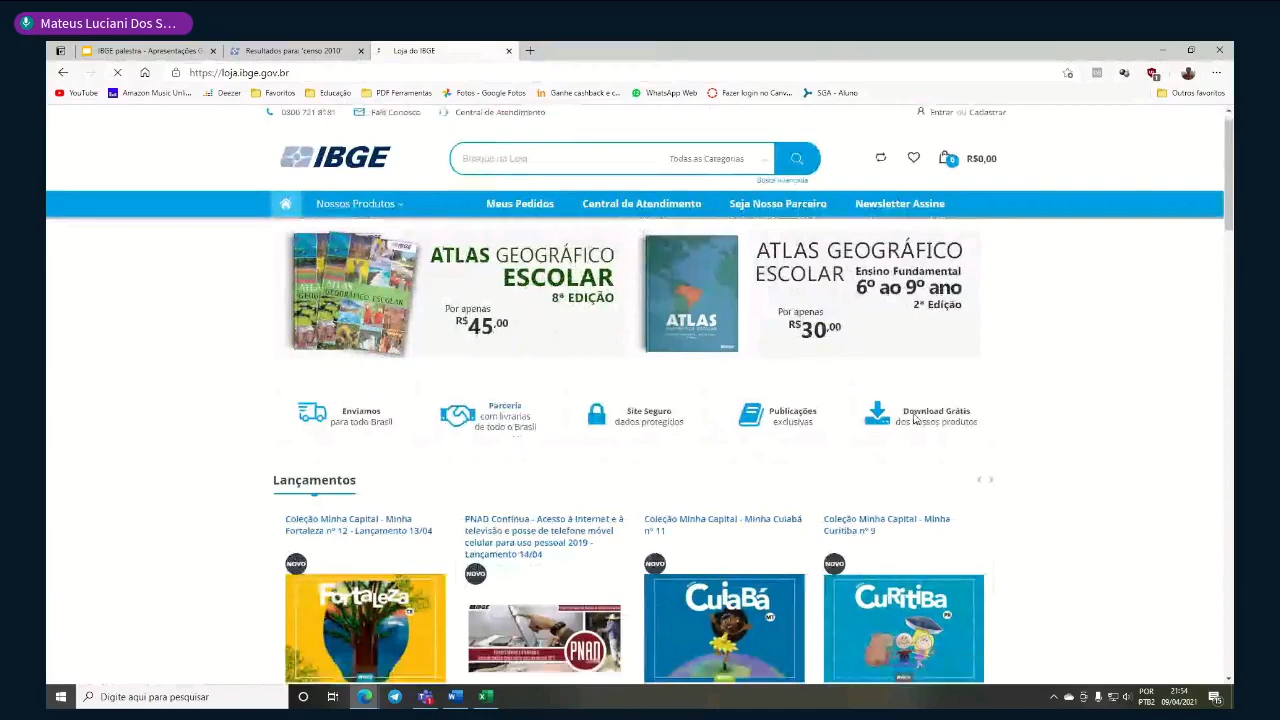 Mateus Luciani Dos S...
IBGE palestra - Apresentações G
Resultados para: 'censo 2010'
Loja do IBGE
https://loja.ibge.gov.br
YouTube
Amazon Music Unli...
Deezer
Favoritos
Educação
PDF Ferramentas
Fotos - Google Fotos
Ganhe cashback e c...
WhatsApp Web
Fazer login no Canv...
SGA - Aluno
Outros favoritos
0800 721 8181
Fale Conosco
Central de Atendimento
Entrar ou Cadastrar
IBGE
Busque na Loja
Todas as Categorias
0
R$0,00
Busca avançada
Nossos Produtos
Meus Pedidos
Central de Atendimento
Seja Nosso Parceiro
Newsletter Assine
ATLAS GEOGRÁFICO
ESCOLAR
8ª EDIÇÃO
Por apenas
R$45,00
ATLAS
ATLAS GEOGRÁFICO
ESCOLAR Ensino Fundamental
6º ao 9º ano
2ª Edição
Por apenas
R$30,00
Enviamos
para todo Brasil
Parceria
com livrarias
de todo o Brasil
Site Seguro
dados protegidos
Publicações
exclusivas
Download Grátis
dos nossos produtos
Lançamentos
Coleção Minha Capital - Minha
Fortaleza nº 12 - Lançamento 13/04
PNAD Contínua - Acesso à Internet e à
televisão e posse de telefone móvel
celular para uso pessoal 2019 -
Lançamento 14/04
Coleção Minha Capital - Minha Cuiabá
nº 11
Coleção Minha Capital - Minha
Curitiba nº 9
NOVO
NOVO
NOVO
NOVO
Fortaleza
CE
IBGE
PNAD
Cuiabá
MT
Curitiba
PR
Digite aqui para pesquisar
POR
PTB2
21:54
09/04/2021
15